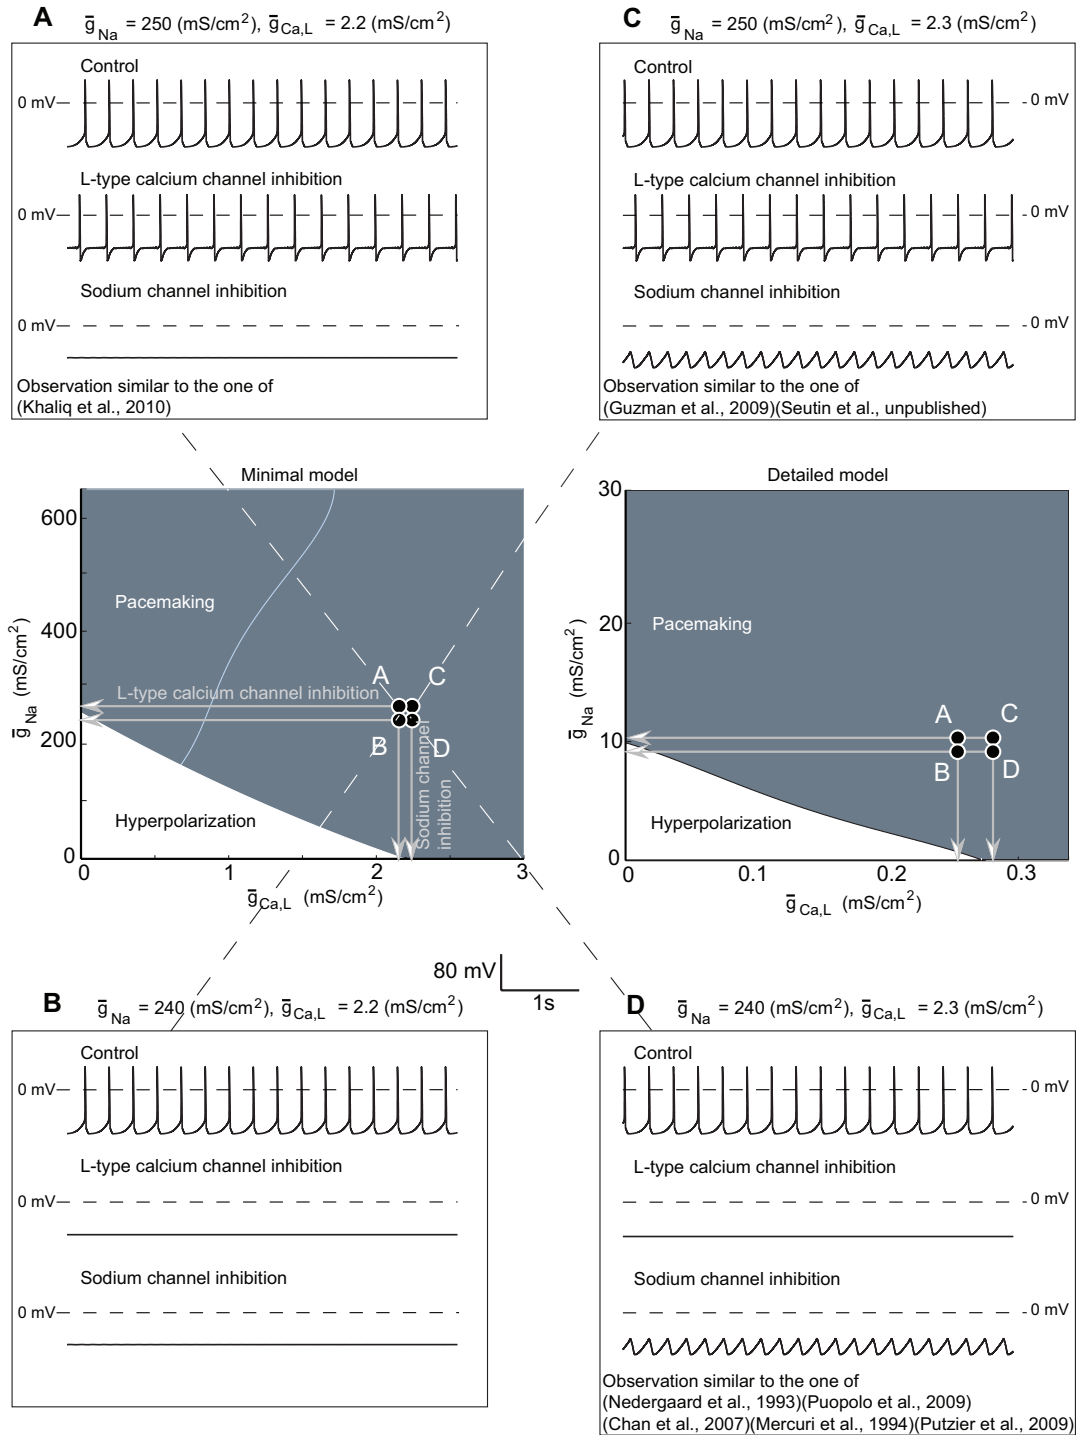 A
g̅ Na = 250 (mS/cm²), g̅ Ca,L = 2.2 (mS/cm²)
Control
0 mV
L-type calcium channel inhibition
0 mV
Sodium channel inhibition
0 mV
Observation similar to the one of
(Khaliq et al., 2010)
C
g̅ Na = 250 (mS/cm²), g̅ Ca,L = 2.3 (mS/cm²)
Control
0 mV
L-type calcium channel inhibition
0 mV
Sodium channel inhibition
0 mV
Observation similar to the one of
(Guzman et al., 2009)(Seutin et al., unpublished)
Minimal model
600
400
200
0
g̅ Na (mS/cm²)
Pacemaking
A
C
L-type calcium channel inhibition
B
D
Sodium channel
inhibition
Hyperpolarization
0
1
2
3
g̅ Ca,L (mS/cm²)
Detailed model
30
20
10
0
g̅ Na (mS/cm²)
Pacemaking
A
C
B
D
Hyperpolarization
0
0.1
0.2
0.3
g̅ Ca,L (mS/cm²)
80 mV
1s
B
g̅ Na = 240 (mS/cm²), g̅ Ca,L = 2.2 (mS/cm²)
Control
0 mV
L-type calcium channel inhibition
0 mV
Sodium channel inhibition
0 mV
D
g̅ Na = 240 (mS/cm²), g̅ Ca,L = 2.3 (mS/cm²)
Control
0 mV
L-type calcium channel inhibition
0 mV
Sodium channel inhibition
0 mV
Observation similar to the one of
(Nedergaard et al., 1993)(Puopolo et al., 2009)
(Chan et al., 2007)(Mercuri et al., 1994)(Putzier et al., 2009)